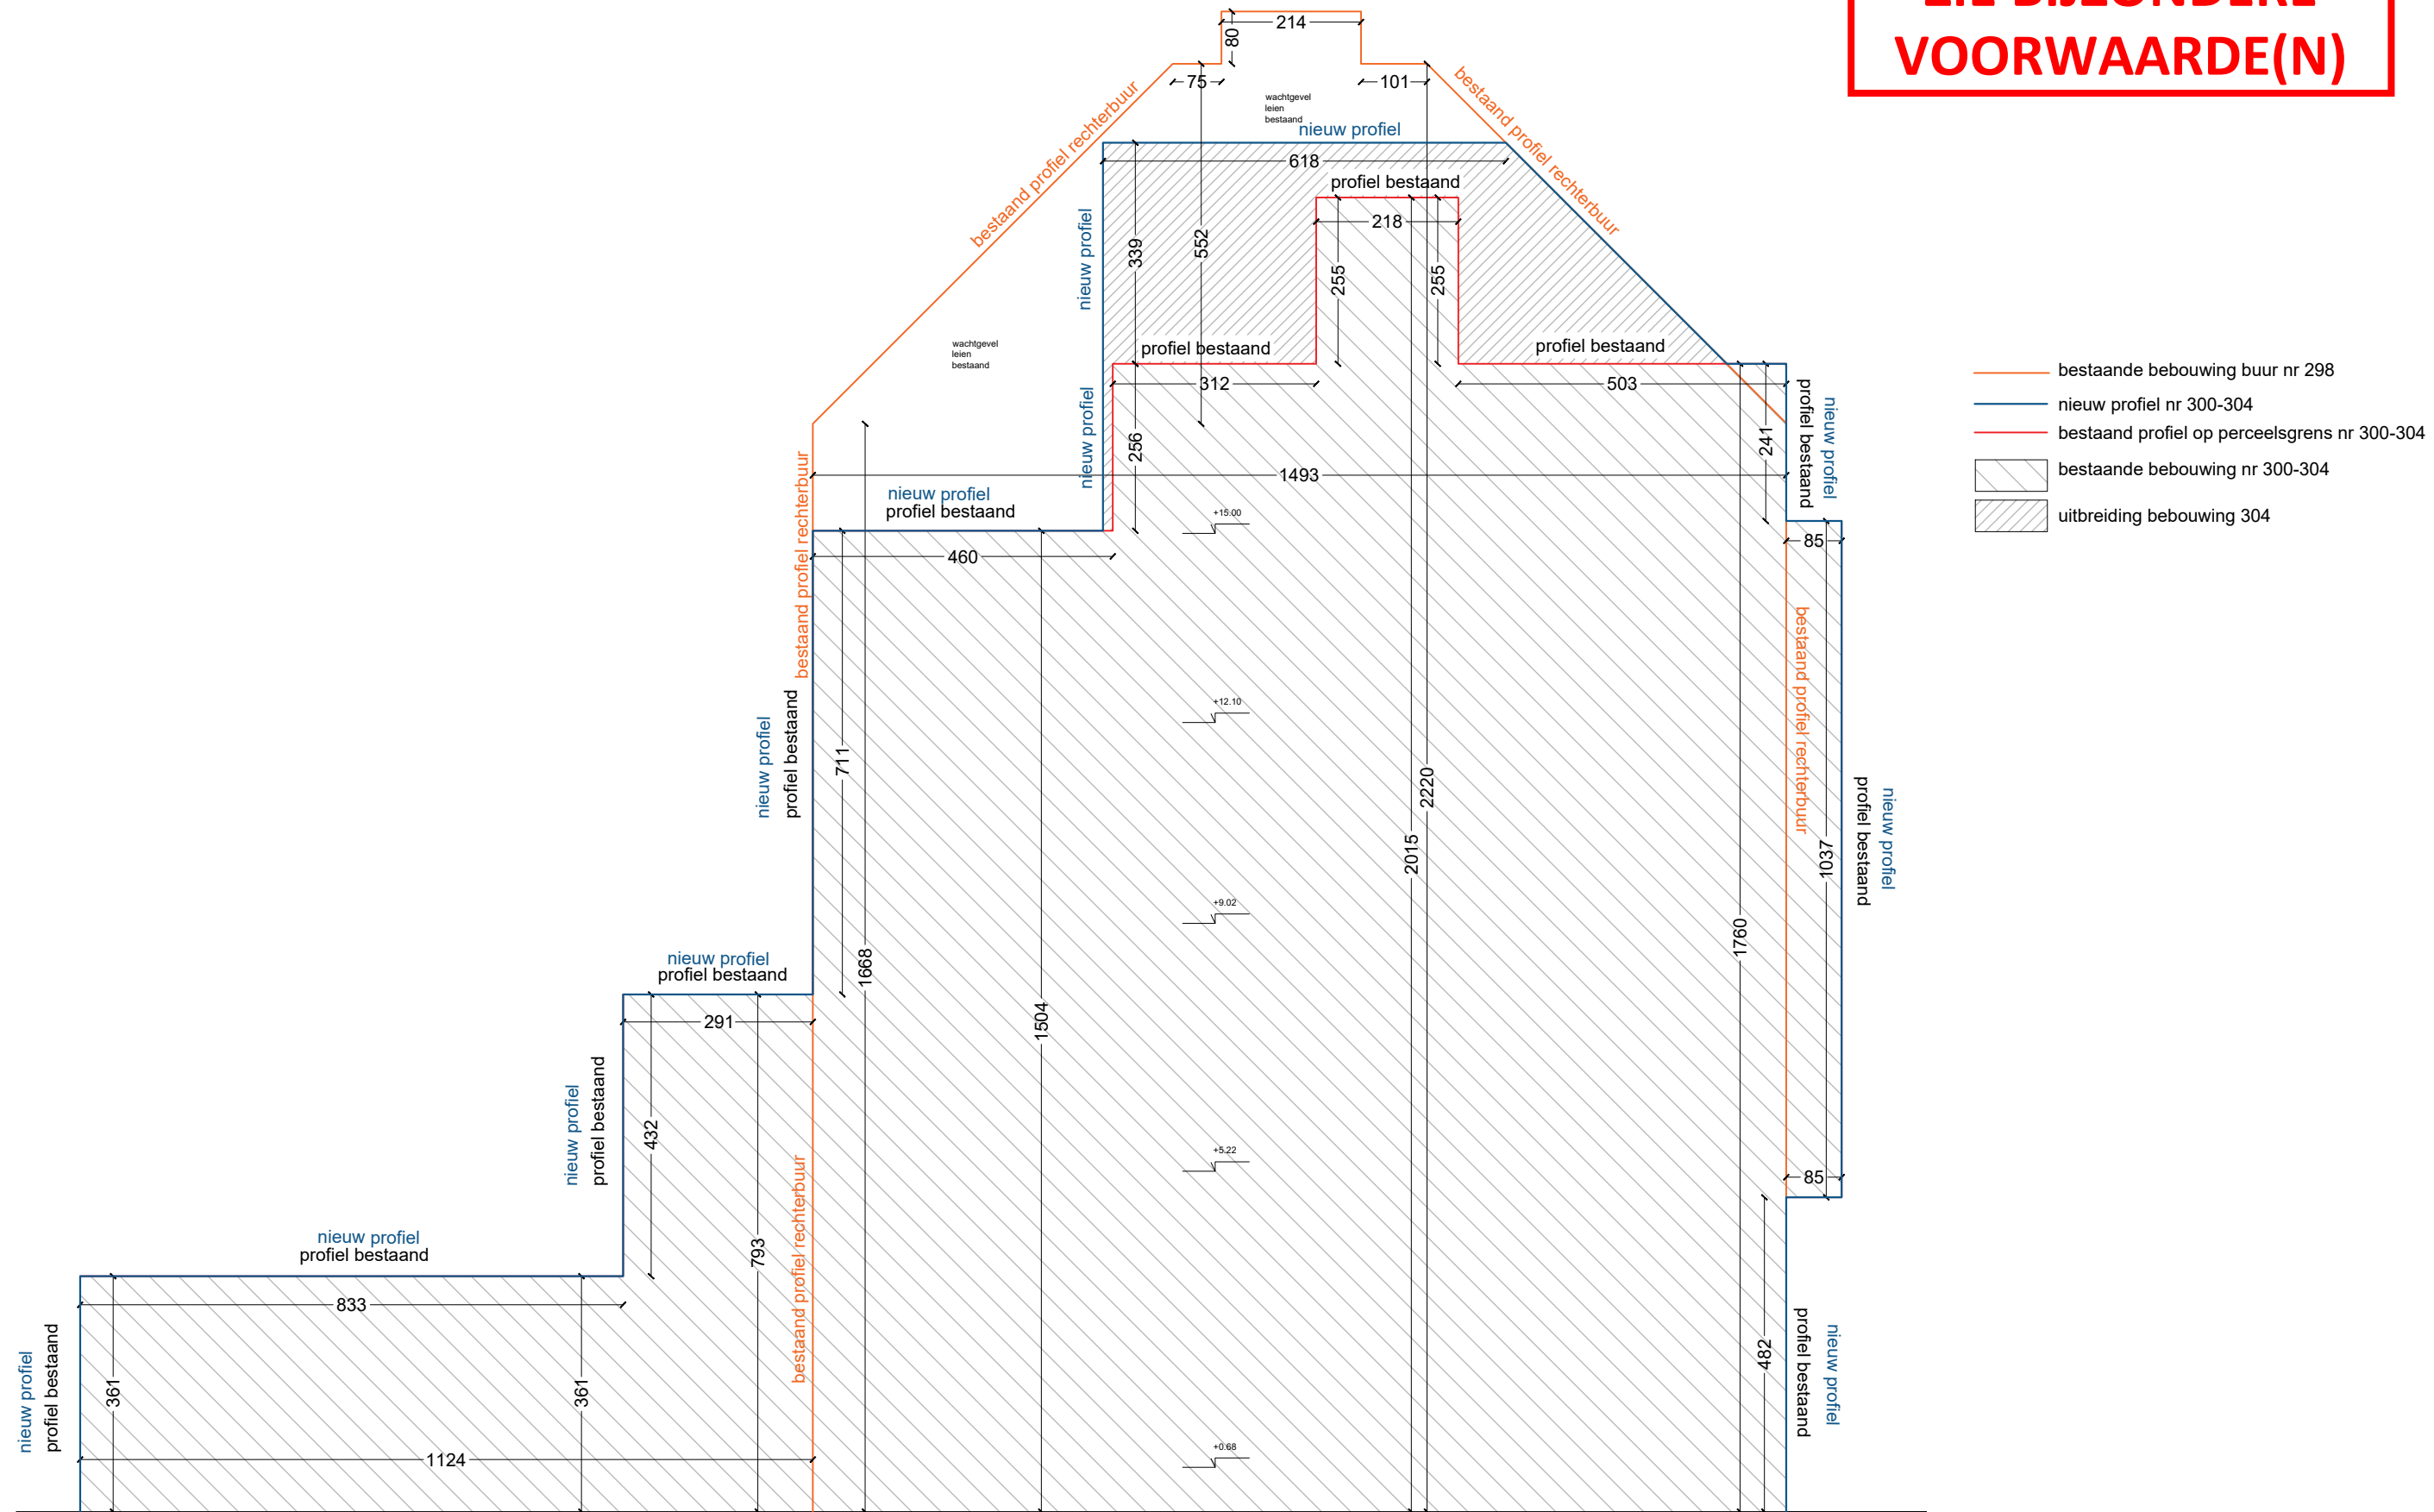 VOORWAARDE(N)
214
80
75
101
wachtgevel
leien
bestaand
nieuw profiel
618
profiel bestaand
218
bestaand profiel rechterbuur
bestaand profiel rechterbuur
nieuw profiel
339
552
255
255
wachtgevel
leien
bestaand
profiel bestaand
profiel bestaand
312
503
nieuw profiel
256
241
profiel bestaand
nieuw profiel
1493
nieuw profiel
profiel bestaand
460
+15.00
85
bestaand profiel rechterbuur
bestaand profiel rechterbuur
bestaande bebouwing buur nr 298
nieuw profiel nr 300-304
bestaand profiel op perceelsgrens nr 300-304
bestaande bebouwing nr 300-304
uitbreiding bebouwing 304
nieuw profiel
profiel bestaand
711
+12.10
2220
2015
1037
profiel bestaand
nieuw profiel
+9.02
1760
nieuw profiel
profiel bestaand
291
1668
1504
432
nieuw profiel
profiel bestaand
+5.22
85
793
bestaand profiel rechterbuur
nieuw profiel
profiel bestaand
833
482
profiel bestaand
nieuw profiel
nieuw profiel
profiel bestaand
361
361
1124
+0.68